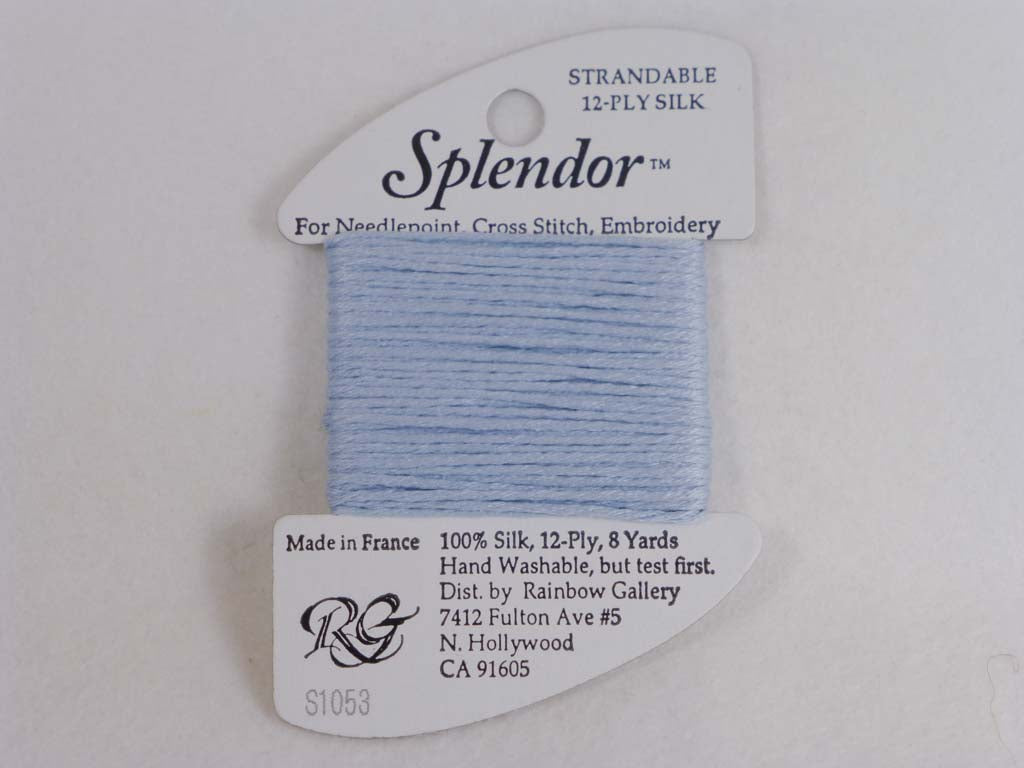 STRANDABLE
12-PLY SILK
Splendor™
For Needlepoint, Cross Stitch, Embroidery
Made in France
100% Silk, 12-Ply, 8 Yards
Hand Washable, but test first.
Dist. by Rainbow Gallery
7412 Fulton Ave #5
N. Hollywood
CA 91605
RG
S1053